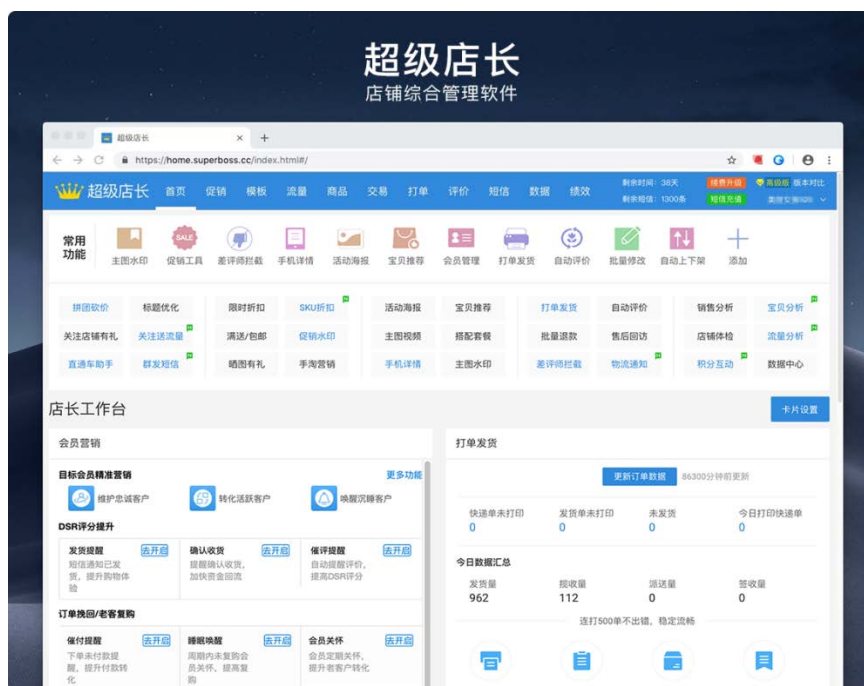 超级店长
店铺综合管理软件
超级店长
https://home.superboss.cc/index.html#/
超级店长 首页 促销 模板 流量 商品 交易 打单 评价 短信 数据 绩效 剩余时间: 38天 续费升级 高级版 版本对比
剩余短信: 1300条 短信充值
常用
功能
主图水印 促销工具 差评师拦截 手机详情 活动海报 宝贝推荐 会员管理 打单发货 自动评价 批量修改 自动上下架 添加
SALE
拼团砍价 标题优化 限时折扣 SKU折扣 活动海报 宝贝推荐 打单发货 自动评价 销售分析 宝贝分析
关注店铺有礼 关注送流量 满送/包邮 促销水印 主图视频 搭配套餐 批量退款 售后回访 店铺体检 流量分析
直通车助手 群发短信 晒图有礼 手淘营销 手机详情 主图水印 差评师拦截 物流通知 积分互动 数据中心
店长工作台 卡片设置
会员营销
目标会员精准营销 更多功能
维护忠诚客户 转化活跃客户 唤醒沉睡客户
DSR评分提升
发货提醒 去开启 确认收货 去开启 催评提醒 去开启
短信通知已发 提醒确认收货, 自动提醒评价,
货, 提升购物体 加快资金回流 提高DSR评分
验
订单挽回/老客复购
催付提醒 去开启 睡眠唤醒 去开启 会员关怀 去开启
下单未付款提 周期内未复购会 会员定期关怀,
醒, 提升付款转 员关怀、提高复 提升老客户转化
化 购
打单发货
更新订单数据 86300分钟前更新
快递单未打印 发货单未打印 未发货 今日打印快递单
0 0 0 0
今日数据汇总
发货量 揽收量 派送量 签收量
962 112 0 0
连打500单不出错, 稳定流畅